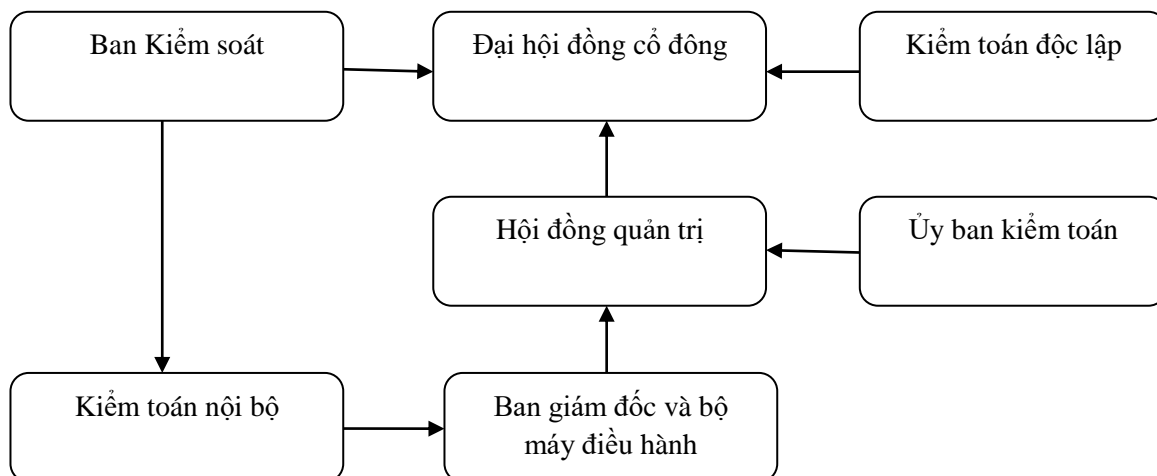 Ban Kiểm soát
Đại hội đồng cổ đông
Kiểm toán độc lập
Hội đồng quản trị
Ủy ban kiểm toán
Kiểm toán nội bộ
Ban giám đốc và bộ
máy điều hành